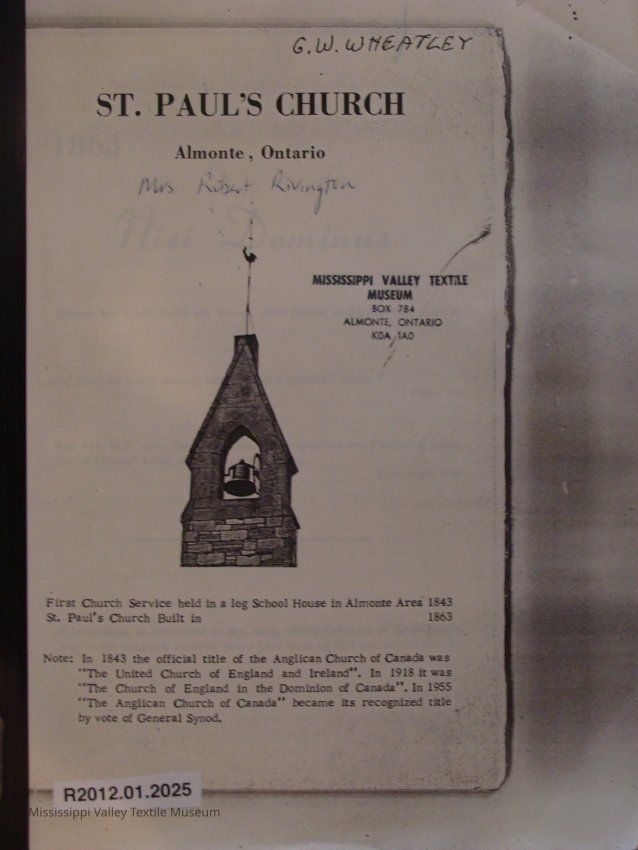 G.W. WHEATLEY
ST. PAUL'S CHURCH
Almonte, Ontario
Mrs Robert Rivington
Nisi Dominus
1863
MISSISSIPPI VALLEY TEXTILE
MUSEUM
BOX 784
ALMONTE, ONTARIO
K0A 1A0
First Church Service held in a log School House in Almonte Area 1843
St. Paul's Church Built in 1863
Note: In 1843 the official title of the Anglican Church of Canada was
"The United Church of England and Ireland". In 1918 it was
"The Church of England in the Dominion of Canada". In 1955
"The Anglican Church of Canada" became its recognized title
by vote of General Synod.
R2012.01.2025
Mississippi Valley Textile Museum